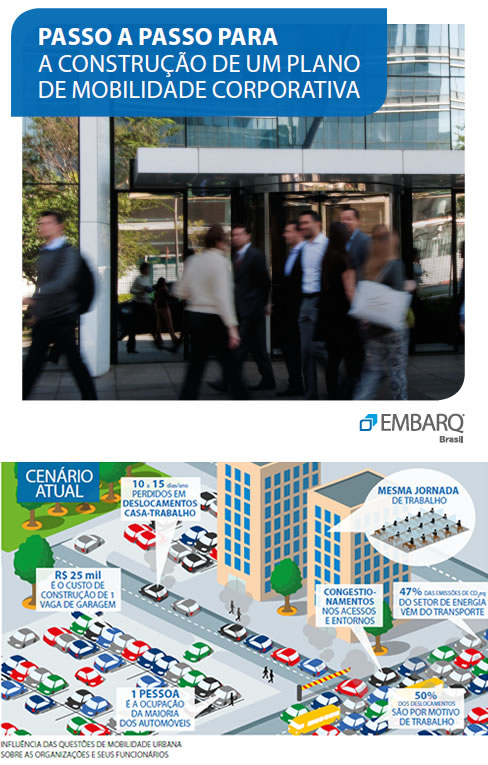 PASSO A PASSO PARA
A CONSTRUÇÃO DE UM PLANO
DE MOBILIDADE CORPORATIVA
EMBARQ®
Brasil
CENÁRIO
ATUAL
10 a 15 dias/ano
PERDIDOS EM
DESLOCAMENTOS
CASA-TRABALHO
MESMA JORNADA
DE TRABALHO
R$ 25 mil
É O CUSTO DE
CONSTRUÇÃO DE 1
VAGA DE GARAGEM
CONGESTIO-
NAMENTOS
NOS ACESSOS
E ENTORNOS
47% DAS EMISSÕES DE CO₂eq
DO SETOR DE ENERGIA
VÊM DO TRANSPORTE
1 PESSOA
É A OCUPAÇÃO DA
MAIORIA
DOS AUTOMÓVEIS
50%
DOS DESLOCAMENTOS
SÃO POR MOTIVO
DE TRABALHO
INFLUÊNCIA DAS QUESTÕES DE MOBILIDADE URBANA
SOBRE AS ORGANIZAÇÕES E SEUS FUNCIONÁRIOS